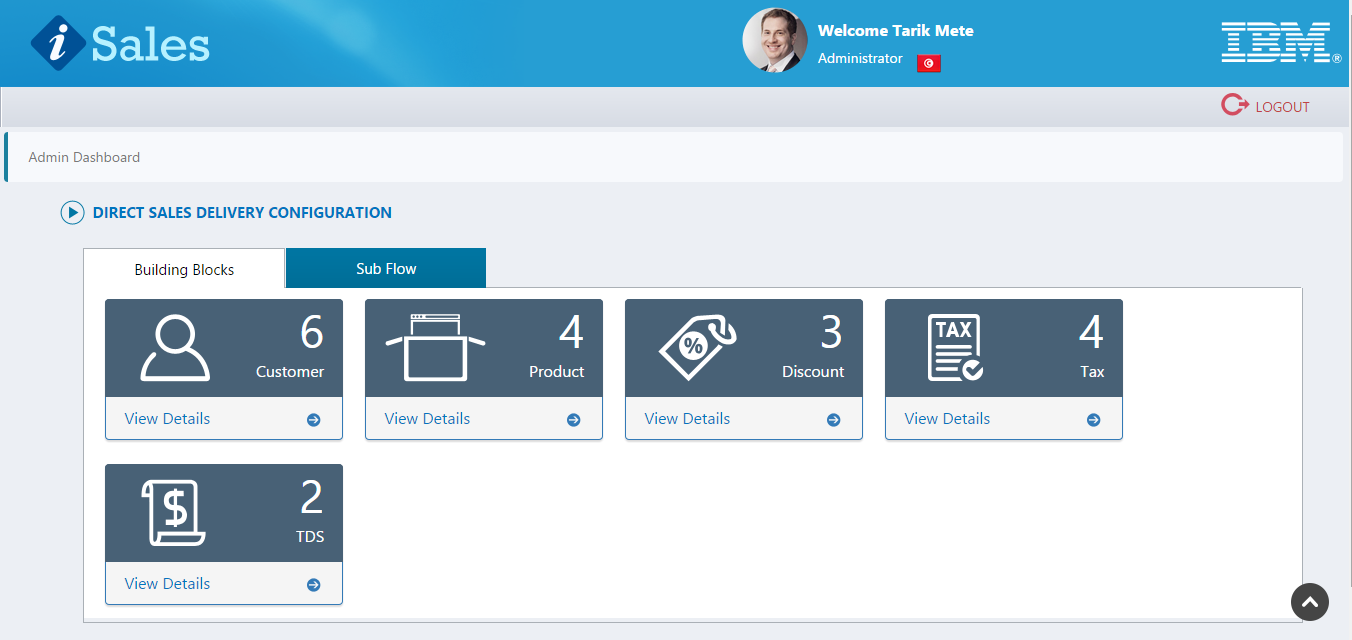 i Sales
Welcome Tarik Mete
Administrator
IBM®
LOGOUT
Admin Dashboard
DIRECT SALES DELIVERY CONFIGURATION
Building Blocks
Sub Flow
6
Customer
View Details
4
Product
View Details
%
3
Discount
View Details
TAX
4
Tax
View Details
$
2
TDS
View Details